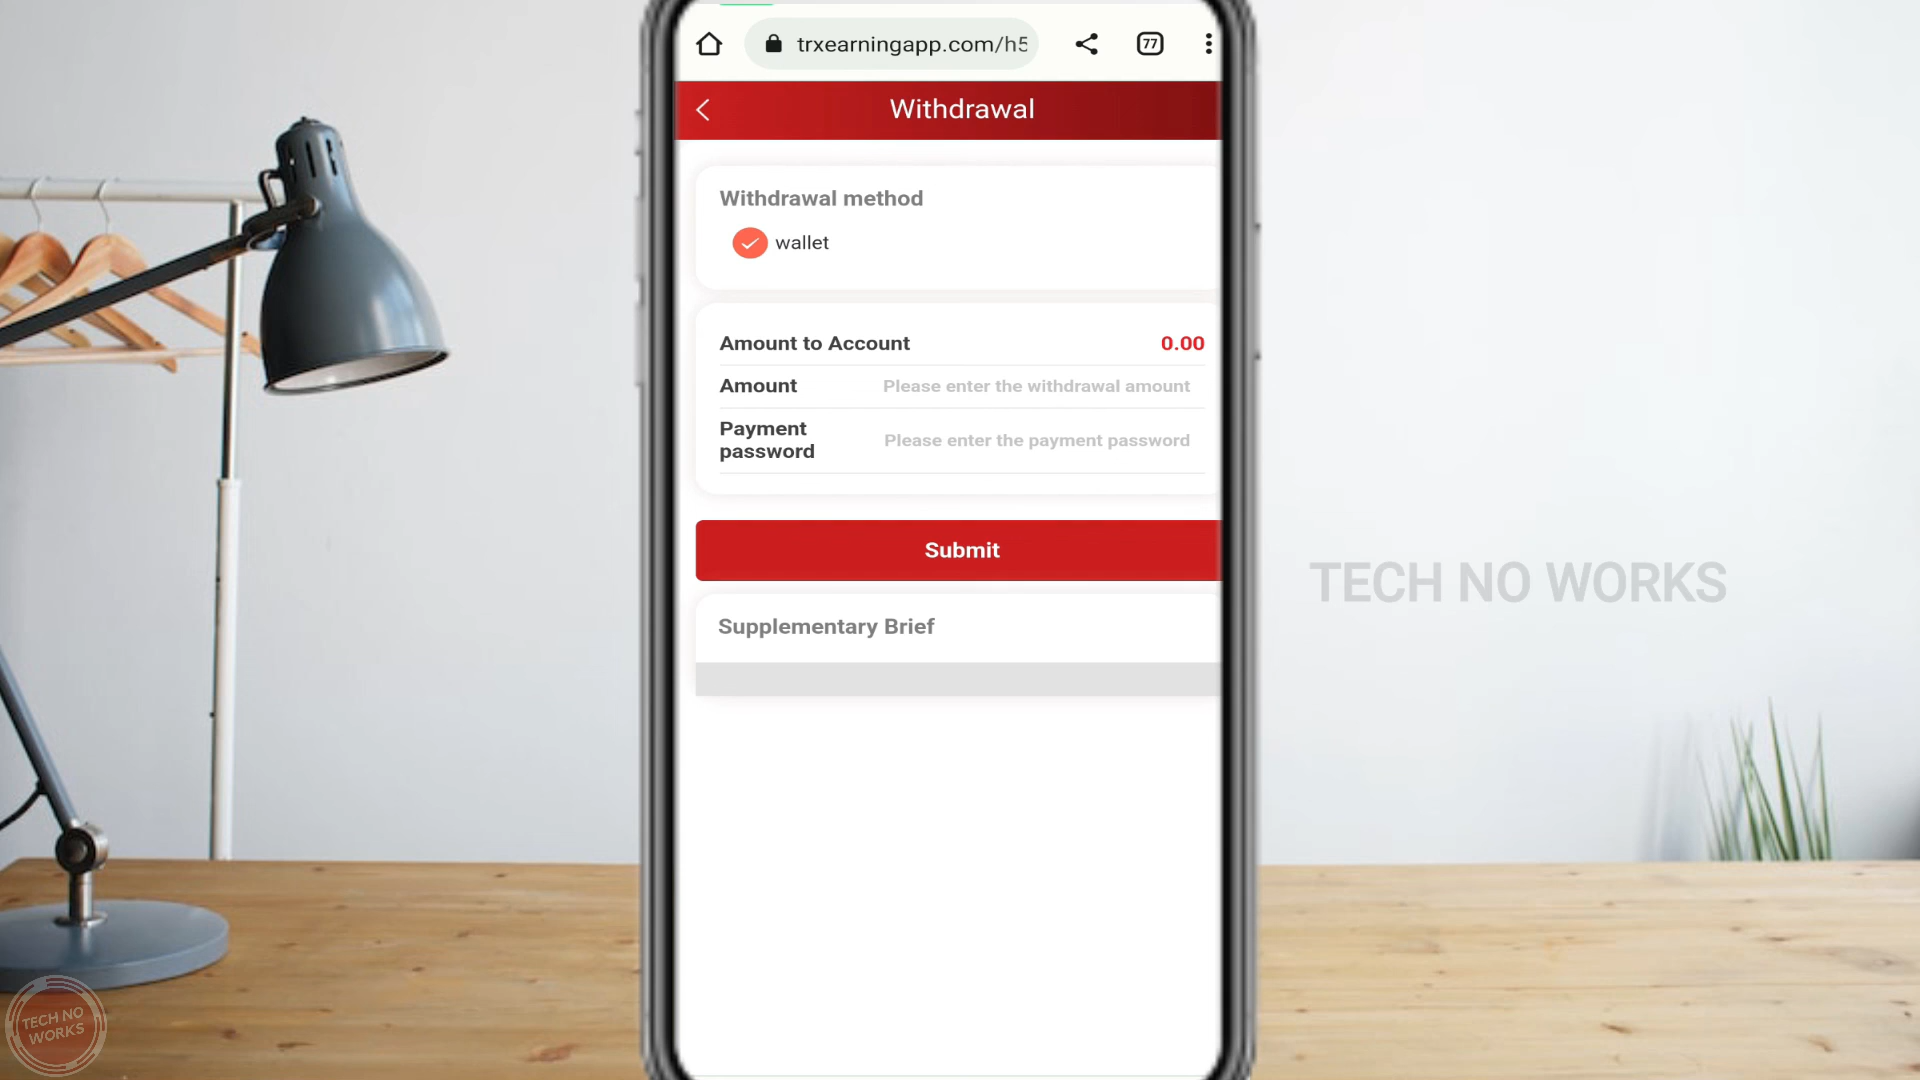 trxearningapp.com/h5
77
Withdrawal
Withdrawal method
wallet
Amount to Account 0.00
Amount Please enter the withdrawal amount
Payment password Please enter the payment password
Submit
Supplementary Brief
TECH NO WORKS
TECH NO
WORKS